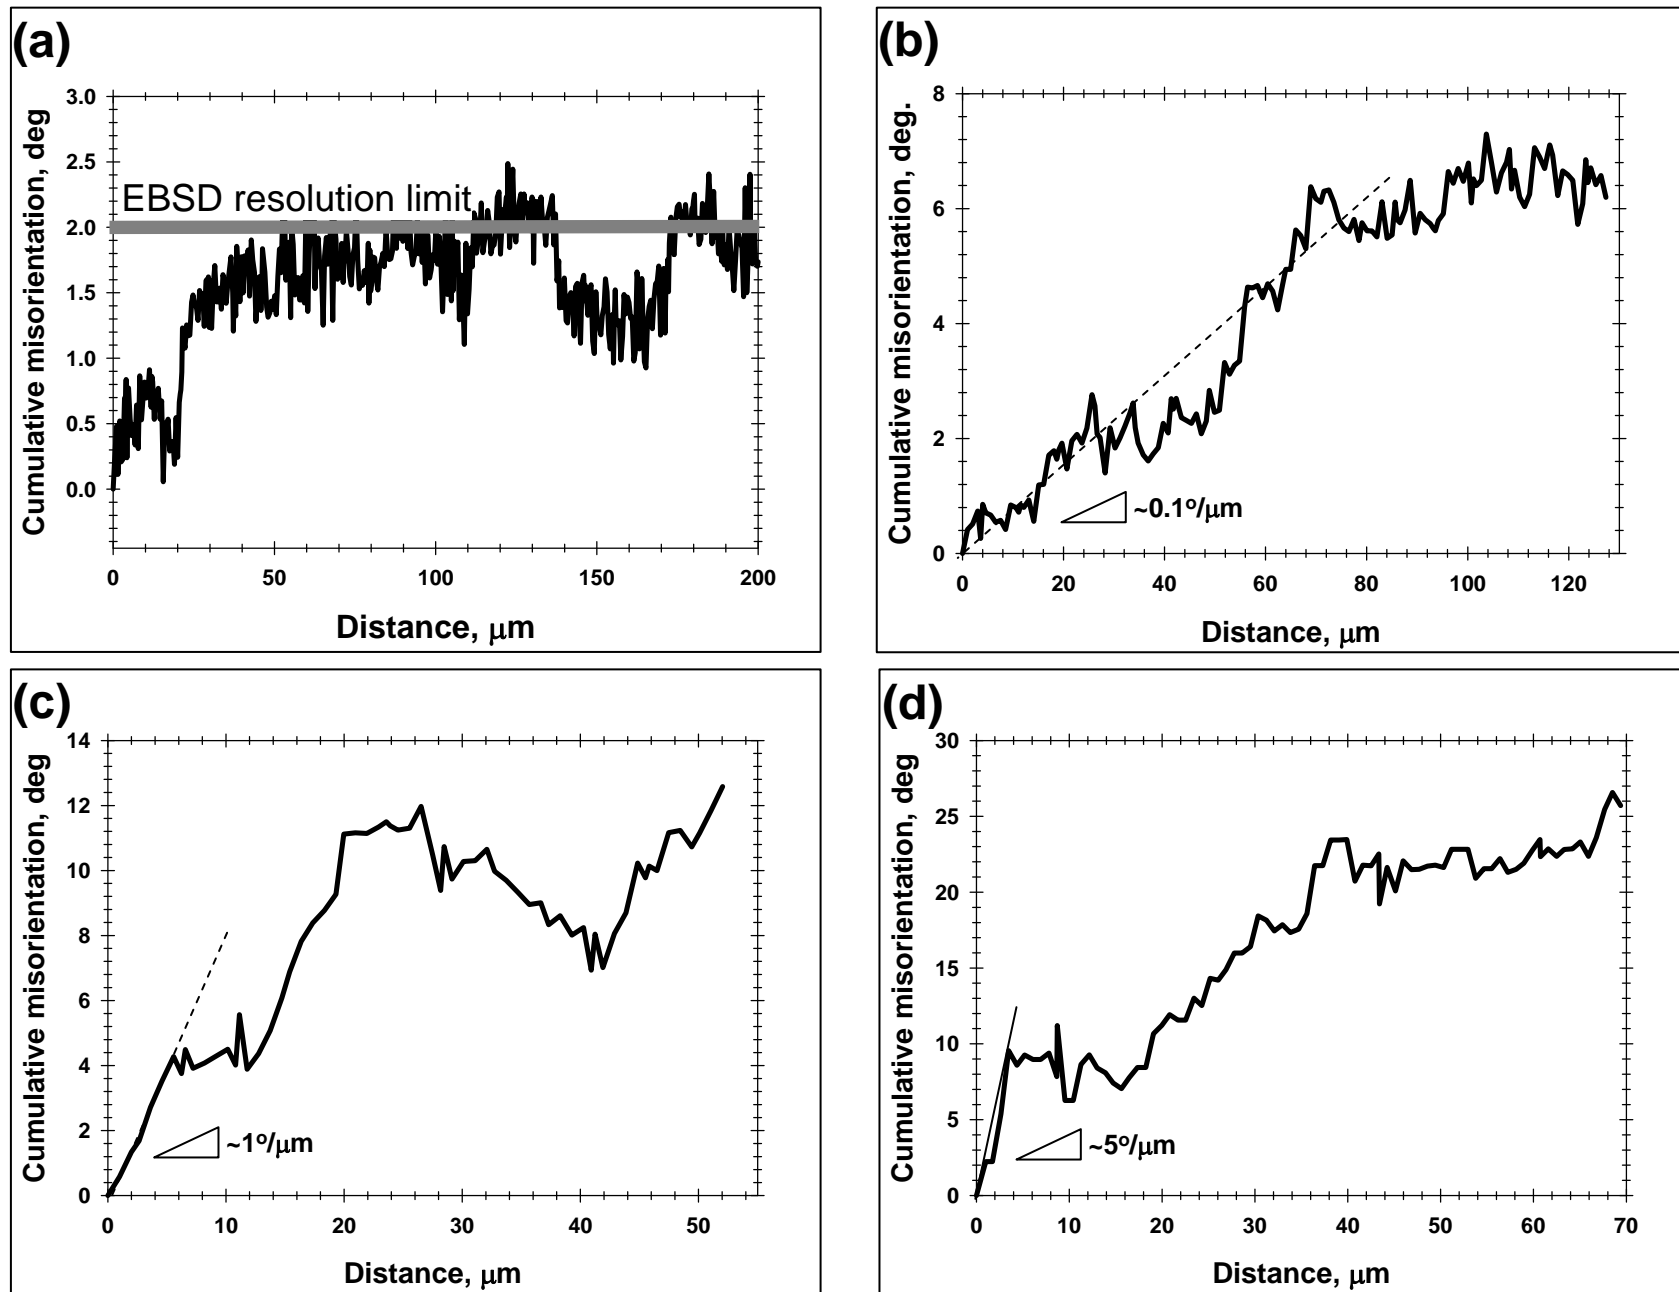 (a)
Cumulative misorientation, deg
3.0
2.5
2.0
1.5
1.0
0.5
0.0
EBSD resolution limit
0 50 100 150 200
Distance, μm
(b)
Cumulative misorientation, deg.
8
6
4
2
0
~0.1°/μm
0 20 40 60 80 100 120
Distance, μm
(c)
Cumulative misorientation, deg
14
12
10
8
6
4
2
0
~1°/μm
0 10 20 30 40 50
Distance, μm
(d)
Cumulative misorientation, deg
30
25
20
15
10
5
0
~5°/μm
0 10 20 30 40 50 60 70
Distance, μm